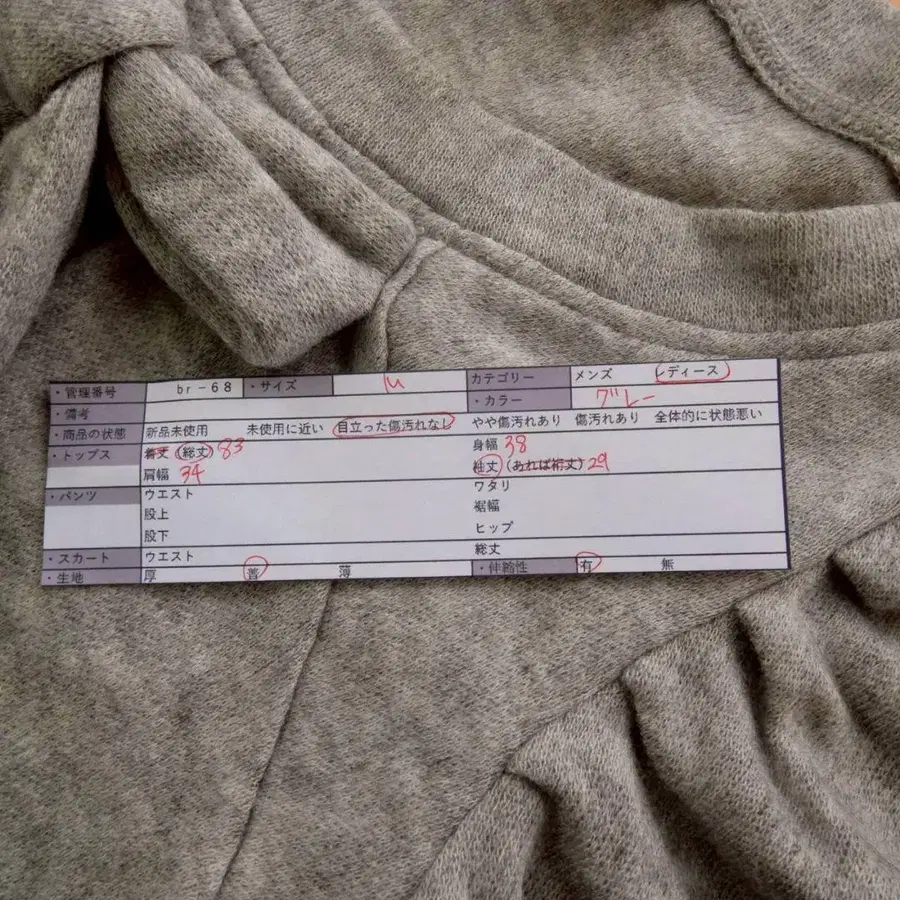 ・管理番号 br-68 ・サイズ M カテゴリー メンズ レディース
・備考 ・カラー グレー
・商品の状態 新品未使用 未使用に近い 目立った傷汚れなし やや傷汚れあり 傷汚れあり 全体的に状態悪い
・トップス 着丈 (総丈) 83 身幅 38
肩幅 34 袖丈 (あれば裄丈) 29
・パンツ ウエスト ワタリ
股上 裾幅
股下 ヒップ
・スカート ウエスト 総丈
・生地 厚 普 薄 ・伸縮性 有 無